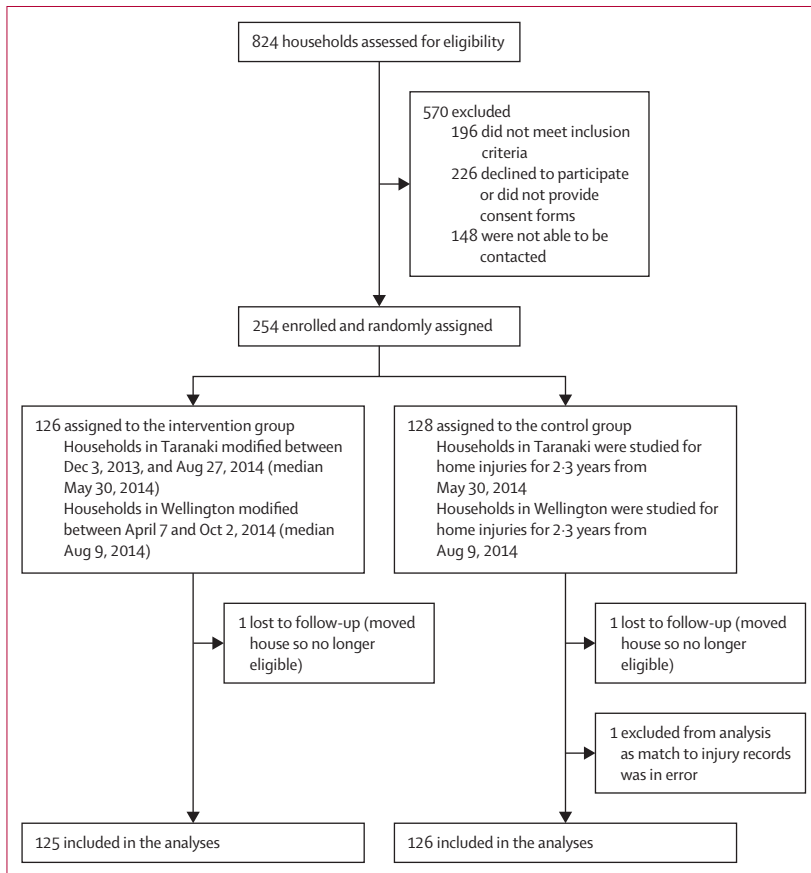 824 households assessed for eligibility
570 excluded
196 did not meet inclusion
criteria
226 declined to participate
or did not provide
consent forms
148 were not able to be
contacted
254 enrolled and randomly assigned
126 assigned to the intervention group
Households in Taranaki modified between
Dec 3, 2013, and Aug 27, 2014 (median
May 30, 2014)
Households in Wellington modified
between April 7 and Oct 2, 2014 (median
Aug 9, 2014)
128 assigned to the control group
Households in Taranaki were studied for
home injuries for 2·3 years from
May 30, 2014
Households in Wellington were studied for
home injuries for 2·3 years from
Aug 9, 2014
1 lost to follow-up (moved
house so no longer
eligible)
1 lost to follow-up (moved
house so no longer
eligible)
1 excluded from analysis
as match to injury records
was in error
125 included in the analyses
126 included in the analyses